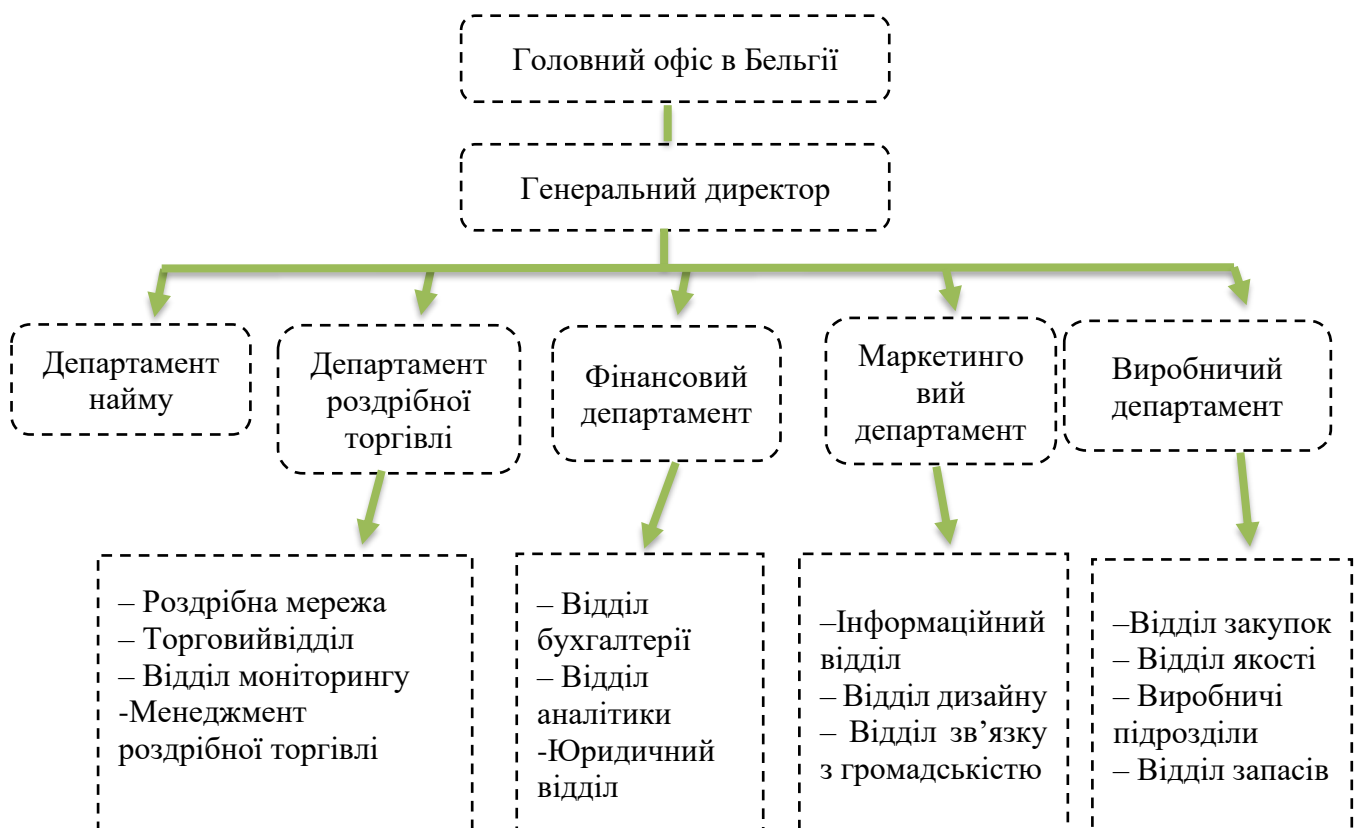 Головний офіс в Бельгії
Генеральний директор
Департамент
найму
Департамент
роздрібної
торгівлі
Фінансовий
департамент
Маркетинго
вий
департамент
Виробничий
департамент
– Роздрібна мережа
– Торговийвідділ
– Відділ моніторингу
-Менеджмент
роздрібної торгівлі
– Відділ
бухгалтерії
– Відділ
аналітики
-Юридичний
відділ
–Інформаційний
відділ
– Відділ дизайну
– Відділ зв’язку
з громадськістю
–Відділ закупок
– Відділ якості
– Виробничі
підрозділи
– Відділ запасів